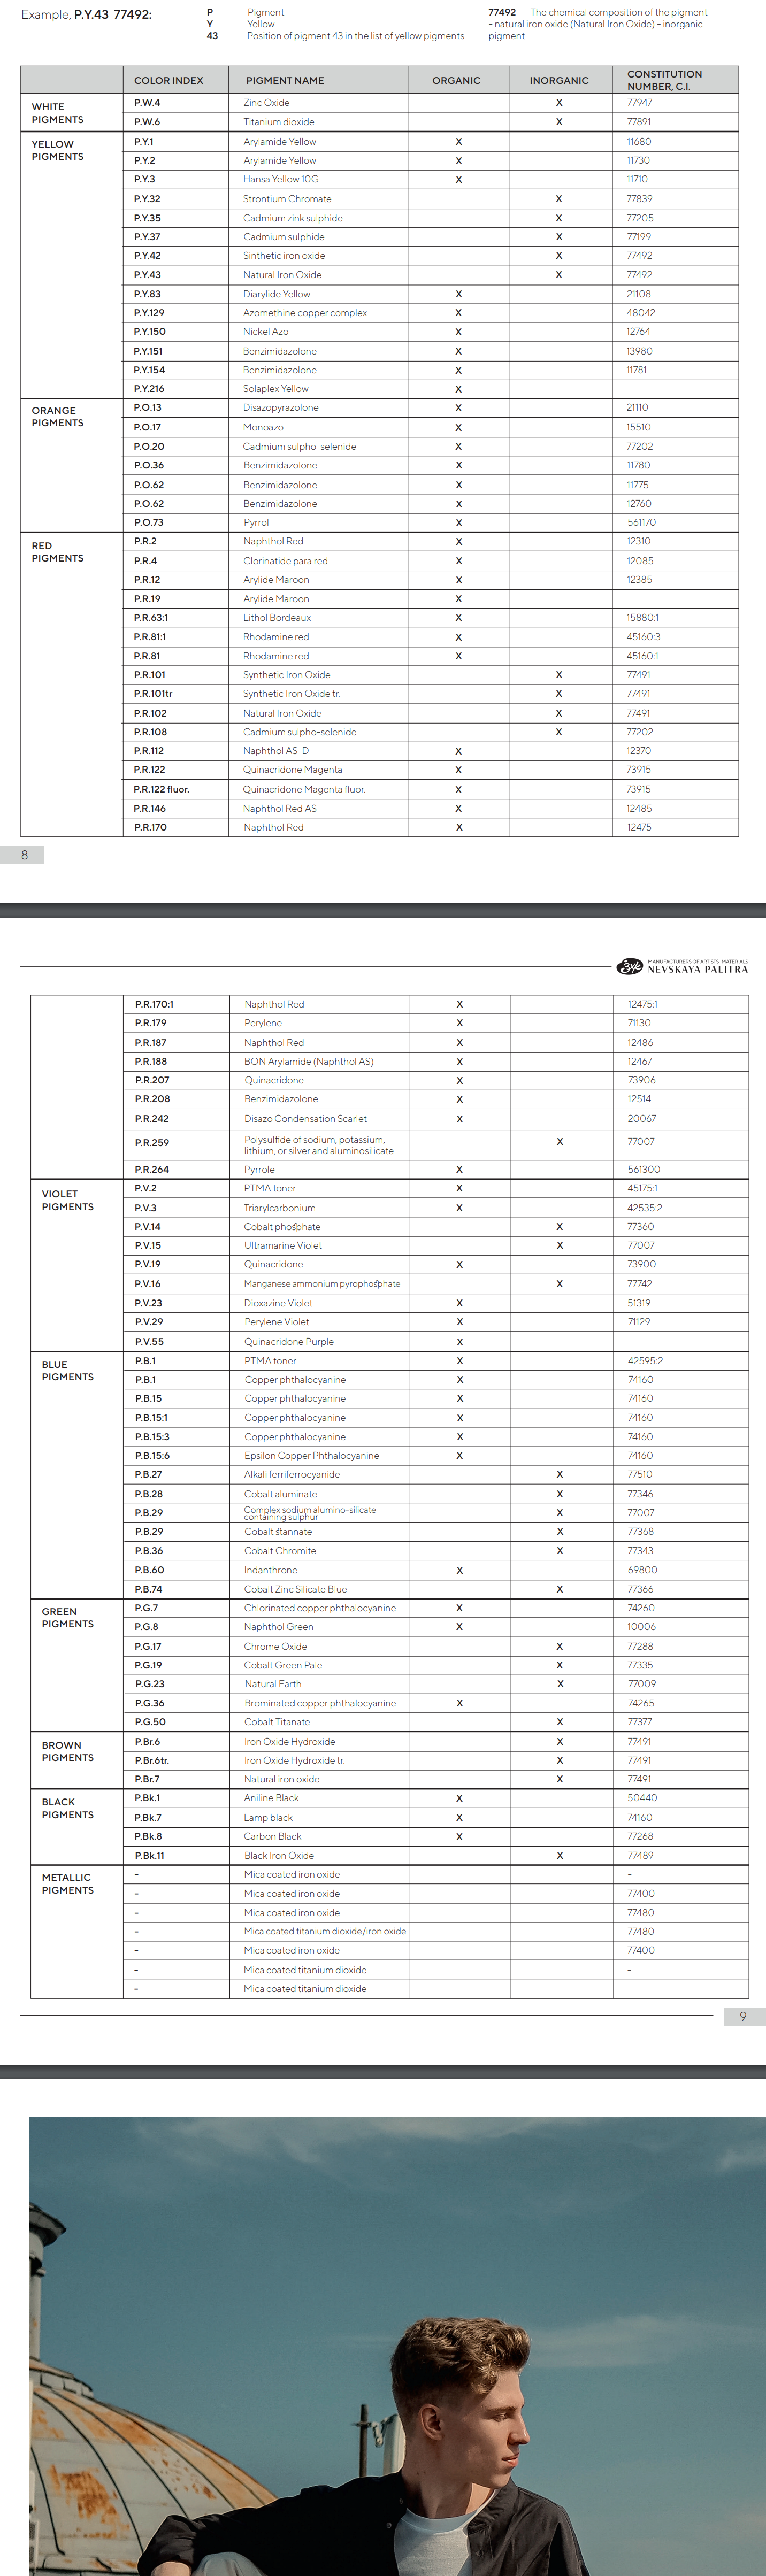 Example, P.Y.43 77492:
P Pigment
Y Yellow
43 Position of pigment 43 in the list of yellow pigments
77492 The chemical composition of the pigment
- natural iron oxide (Natural Iron Oxide) - inorganic
pigment
COLOR INDEX PIGMENT NAME ORGANIC INORGANIC CONSTITUTION NUMBER, C.I.
WHITE PIGMENTS
P.W.4 Zinc Oxide X 77947
P.W.6 Titanium dioxide X 77891
YELLOW PIGMENTS
P.Y.1 Arylamide Yellow X 11680
P.Y.2 Arylamide Yellow X 11730
P.Y.3 Hansa Yellow 10G X 11710
P.Y.32 Strontium Chromate X 77839
P.Y.35 Cadmium zink sulphide X 77205
P.Y.37 Cadmium sulphide X 77199
P.Y.42 Sinthetic iron oxide X 77492
P.Y.43 Natural Iron Oxide X 77492
P.Y.83 Diarylide Yellow X 21108
P.Y.129 Azomethine copper complex X 48042
P.Y.150 Nickel Azo X 12764
P.Y.151 Benzimidazolone X 13980
P.Y.154 Benzimidazolone X 11781
P.Y.216 Solaplex Yellow X -
ORANGE PIGMENTS
P.O.13 Disazopyrazolone X 21110
P.O.17 Monoazo X 15510
P.O.20 Cadmium sulpho-selenide X 77202
P.O.36 Benzimidazolone X 11780
P.O.62 Benzimidazolone X 11775
P.O.62 Benzimidazolone X 12760
P.O.73 Pyrrol X 561170
RED PIGMENTS
P.R.2 Naphthol Red X 12310
P.R.4 Clorinatide para red X 12085
P.R.12 Arylide Maroon X 12385
P.R.19 Arylide Maroon X -
P.R.63:1 Lithol Bordeaux X 15880:1
P.R.81:1 Rhodamine red X 45160:3
P.R.81 Rhodamine red X 45160:1
P.R.101 Synthetic Iron Oxide X 77491
P.R.101tr Synthetic Iron Oxide tr. X 77491
P.R.102 Natural Iron Oxide X 77491
P.R.108 Cadmium sulpho-selenide X 77202
P.R.112 Naphthol AS-D X 12370
P.R.122 Quinacridone Magenta X 73915
P.R.122 fluor. Quinacridone Magenta fluor. X 73915
P.R.146 Naphthol Red AS X 12485
P.R.170 Naphthol Red X 12475
8
MANUFACTURERS OF ARTISTS' MATERIALS
NEVSKAYA PALITRA
P.R.170:1 Naphthol Red X 12475:1
P.R.179 Perylene X 71130
P.R.187 Naphthol Red X 12486
P.R.188 BON Arylamide (Naphthol AS) X 12467
P.R.207 Quinacridone X 73906
P.R.208 Benzimidazolone X 12514
P.R.242 Disazo Condensation Scarlet X 20067
P.R.259 Polysulfide of sodium, potassium, lithium, or silver and aluminosilicate X 77007
P.R.264 Pyrrole X 561300
VIOLET PIGMENTS
P.V.2 PTMA toner X 45175:1
P.V.3 Triarylcarbonium X 42535:2
P.V.14 Cobalt phosphate X 77360
P.V.15 Ultramarine Violet X 77007
P.V.19 Quinacridone X 73900
P.V.16 Manganese ammonium pyrophosphate X 77742
P.V.23 Dioxazine Violet X 51319
P.V.29 Perylene Violet X 71129
P.V.55 Quinacridone Purple X -
BLUE PIGMENTS
P.B.1 PTMA toner X 42595:2
P.B.1 Copper phthalocyanine X 74160
P.B.15 Copper phthalocyanine X 74160
P.B.15:1 Copper phthalocyanine X 74160
P.B.15:3 Copper phthalocyanine X 74160
P.B.15:6 Epsilon Copper Phthalocyanine X 74160
P.B.27 Alkali ferriferrocyanide X 77510
P.B.28 Cobalt aluminate X 77346
P.B.29 Complex sodium alumino-silicate containing sulphur X 77007
P.B.29 Cobalt stannate X 77368
P.B.36 Cobalt Chromite X 77343
P.B.60 Indanthrone X 69800
P.B.74 Cobalt Zinc Silicate Blue X 77366
GREEN PIGMENTS
P.G.7 Chlorinated copper phthalocyanine X 74260
P.G.8 Naphthol Green X 10006
P.G.17 Chrome Oxide X 77288
P.G.19 Cobalt Green Pale X 77335
P.G.23 Natural Earth X 77009
P.G.36 Brominated copper phthalocyanine X 74265
P.G.50 Cobalt Titanate X 77377
BROWN PIGMENTS
P.Br.6 Iron Oxide Hydroxide X 77491
P.Br.6tr. Iron Oxide Hydroxide tr. X 77491
P.Br.7 Natural iron oxide X 77491
BLACK PIGMENTS
P.Bk.1 Aniline Black X 50440
P.Bk.7 Lamp black X 74160
P.Bk.8 Carbon Black X 77268
P.Bk.11 Black Iron Oxide X 77489
METALLIC PIGMENTS
- Mica coated iron oxide -
- Mica coated iron oxide 77400
- Mica coated iron oxide 77480
- Mica coated titanium dioxide/iron oxide 77480
- Mica coated iron oxide 77400
- Mica coated titanium dioxide -
- Mica coated titanium dioxide -
9